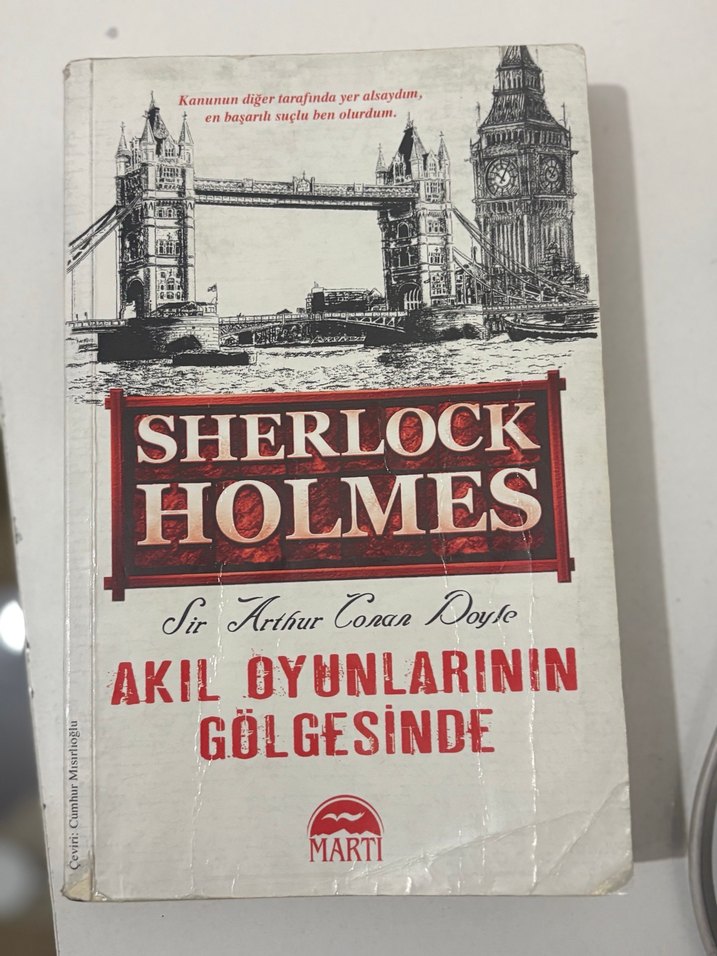 Kanunun diğer tarafında yer alsaydım,
en başarılı suçlu ben olurdum.
SHERLOCK
HOLMES
Sir Arthur Conan Doyle
AKIL OYUNLARININ
GÖLGESİNDE
Çeviri: Cumhur Mısırlıoğlu
MARTI